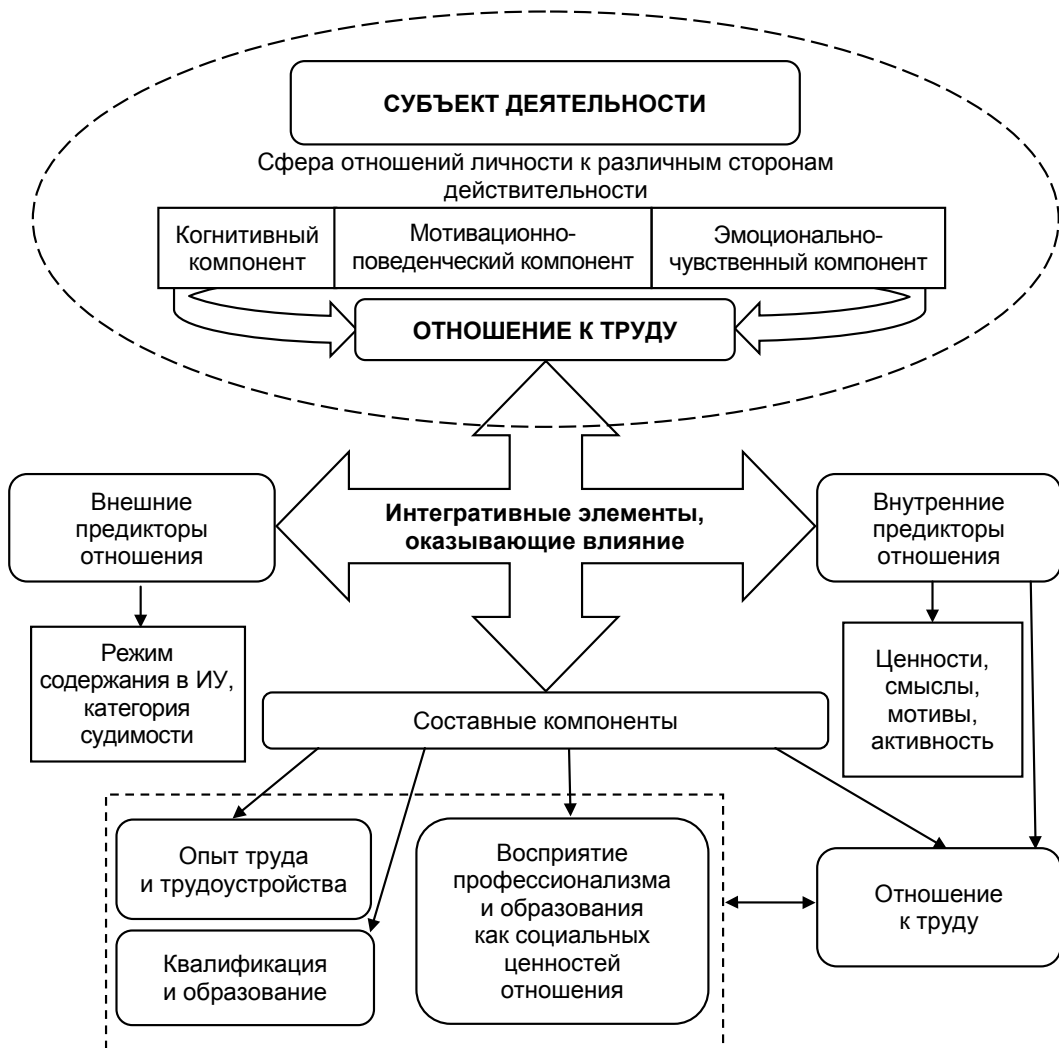 СУБЪЕКТ ДЕЯТЕЛЬНОСТИ
Сфера отношений личности к различным сторонам
действительности
Когнитивный
компонент
Мотивационно-
поведенческий компонент
Эмоционально-
чувственный компонент
ОТНОШЕНИЕ К ТРУДУ
Внешние
предикторы
отношения
Интегративные элементы,
оказывающие влияние
Внутренние
предикторы
отношения
Режим
содержания в ИУ,
категория
судимости
Ценности,
смыслы,
мотивы,
активность
Составные компоненты
Опыт труда
и трудоустройства
Квалификация
и образование
Восприятие
профессионализма
и образования
как социальных
ценностей
отношения
Отношение
к труду